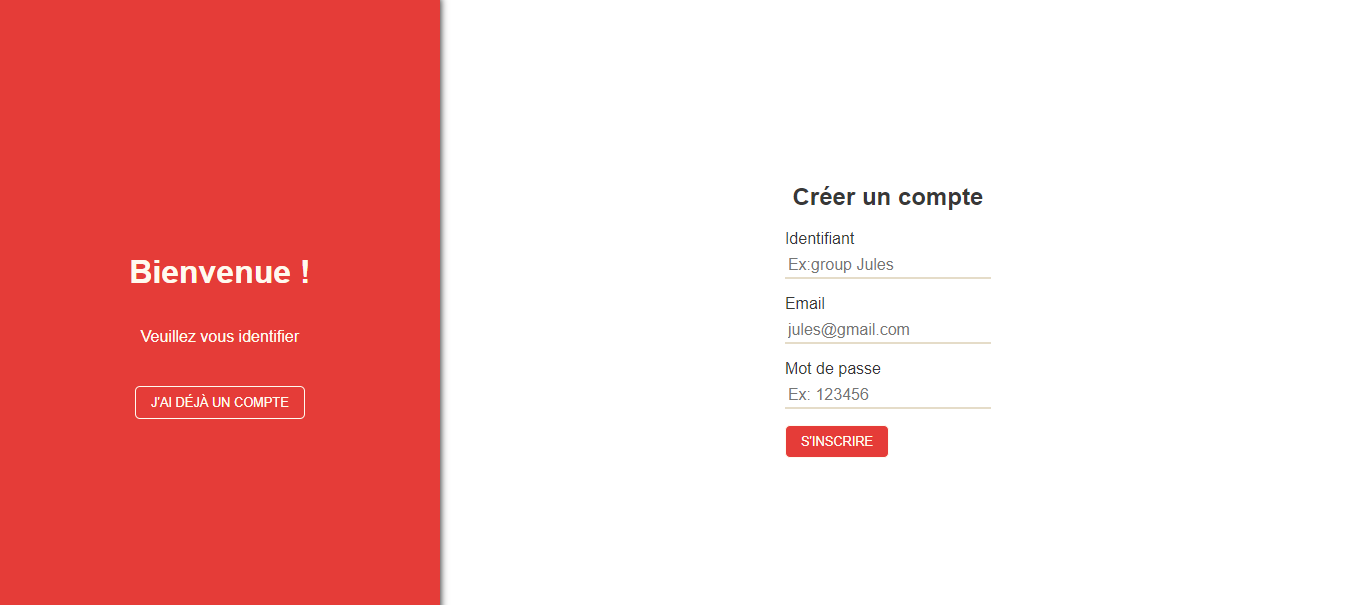 Bienvenue !
Veuillez vous identifier
J'AI DÉJÀ UN COMPTE
Créer un compte
Identifiant
Ex:group Jules
Email
jules@gmail.com
Mot de passe
Ex: 123456
S'INSCRIRE